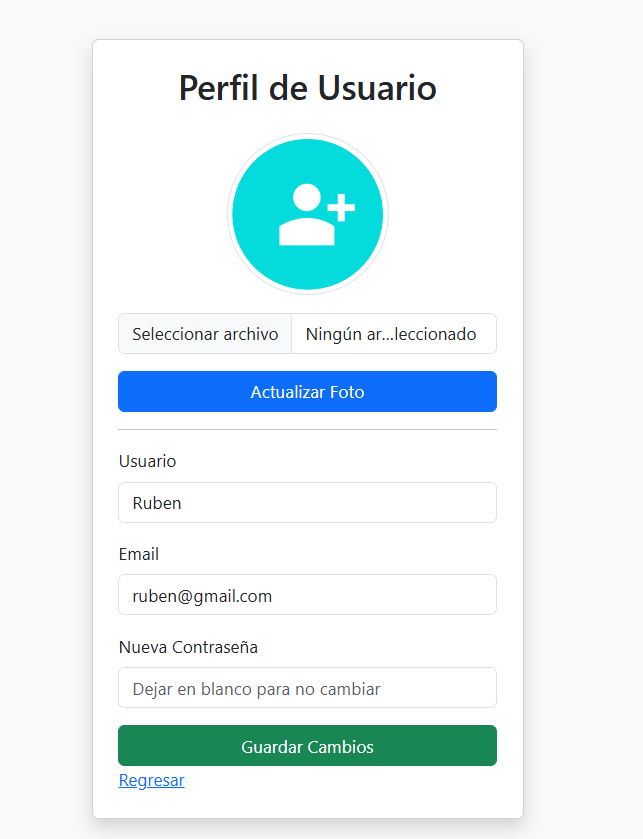 Perfil de Usuario
Seleccionar archivo Ningún ar...leccionado
Actualizar Foto
Usuario
Ruben
Email
ruben@gmail.com
Nueva Contraseña
Dejar en blanco para no cambiar
Guardar Cambios
Regresar